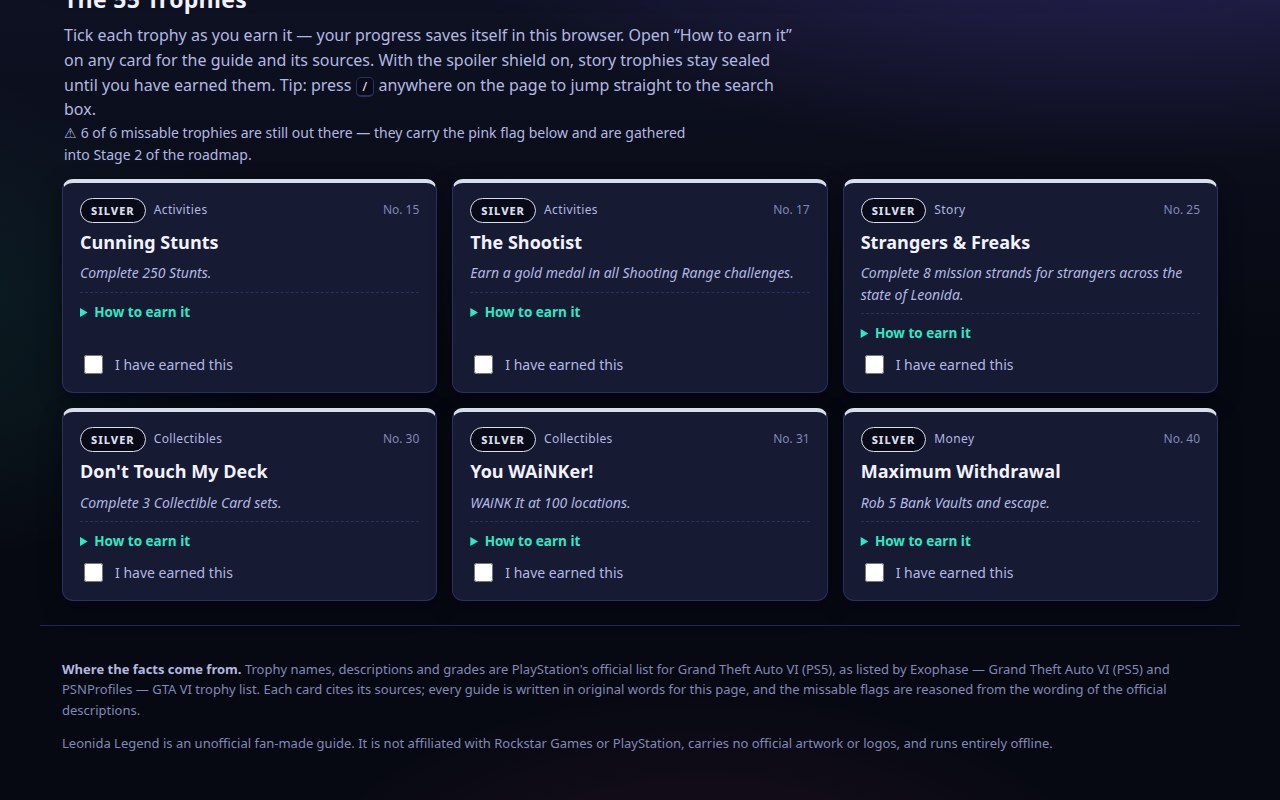 The 55 Trophies
Tick each trophy as you earn it — your progress saves itself in this browser. Open “How to earn it”
on any card for the guide and its sources. With the spoiler shield on, story trophies stay sealed
until you have earned them. Tip: press / anywhere on the page to jump straight to the search
box.
⚠ 6 of 6 missable trophies are still out there — they carry the pink flag below and are gathered
into Stage 2 of the roadmap.
SILVER Activities No. 15
Cunning Stunts
Complete 250 Stunts.
▶ How to earn it
I have earned this
SILVER Activities No. 17
The Shootist
Earn a gold medal in all Shooting Range challenges.
▶ How to earn it
I have earned this
SILVER Story No. 25
Strangers & Freaks
Complete 8 mission strands for strangers across the
state of Leonida.
▶ How to earn it
I have earned this
SILVER Collectibles No. 30
Don't Touch My Deck
Complete 3 Collectible Card sets.
▶ How to earn it
I have earned this
SILVER Collectibles No. 31
You WAiNKer!
WAiNK It at 100 locations.
▶ How to earn it
I have earned this
SILVER Money No. 40
Maximum Withdrawal
Rob 5 Bank Vaults and escape.
▶ How to earn it
I have earned this
Where the facts come from. Trophy names, descriptions and grades are PlayStation's official list for Grand Theft Auto VI (PS5), as listed by Exophase — Grand Theft Auto VI (PS5) and
PSNProfiles — GTA VI trophy list. Each card cites its sources; every guide is written in original words for this page, and the missable flags are reasoned from the wording of the official
descriptions.
Leonida Legend is an unofficial fan-made guide. It is not affiliated with Rockstar Games or PlayStation, carries no official artwork or logos, and runs entirely offline.